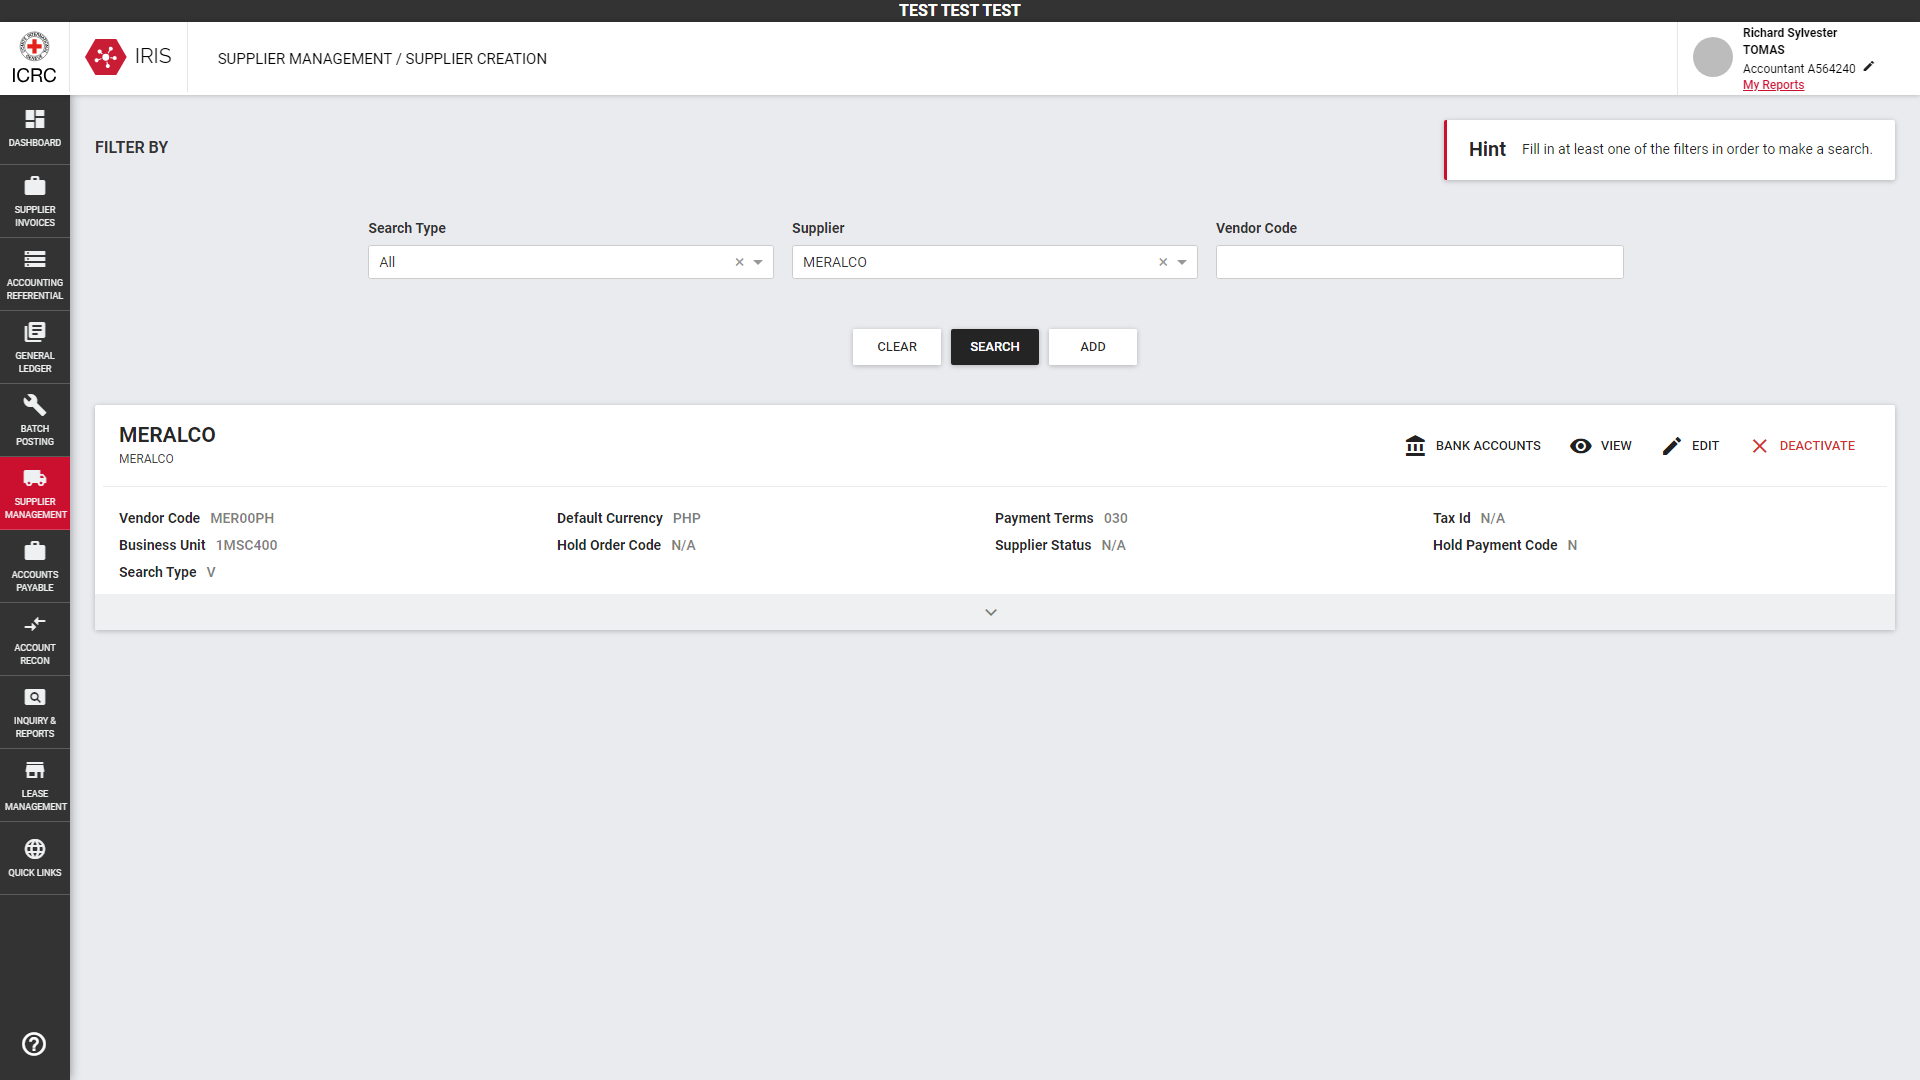 TEST TEST TEST
ICRC
IRIS
SUPPLIER MANAGEMENT / SUPPLIER CREATION
Richard Sylvester
TOMAS
Accountant A564240
My Reports
DASHBOARD
SUPPLIER
INVOICES
ACCOUNTING
REFERENTIAL
GENERAL
LEDGER
BATCH
POSTING
SUPPLIER
MANAGEMENT
ACCOUNTS
PAYABLE
ACCOUNT
RECON
INQUIRY &
REPORTS
LEASE
MANAGEMENT
QUICK LINKS
FILTER BY
Hint Fill in at least one of the filters in order to make a search.
Search Type Supplier Vendor Code
All MERALCO
CLEAR SEARCH ADD
MERALCO
MERALCO
BANK ACCOUNTS VIEW EDIT DEACTIVATE
Vendor Code MER00PH Default Currency PHP Payment Terms 030 Tax Id N/A
Business Unit 1MSC400 Hold Order Code N/A Supplier Status N/A Hold Payment Code N
Search Type V